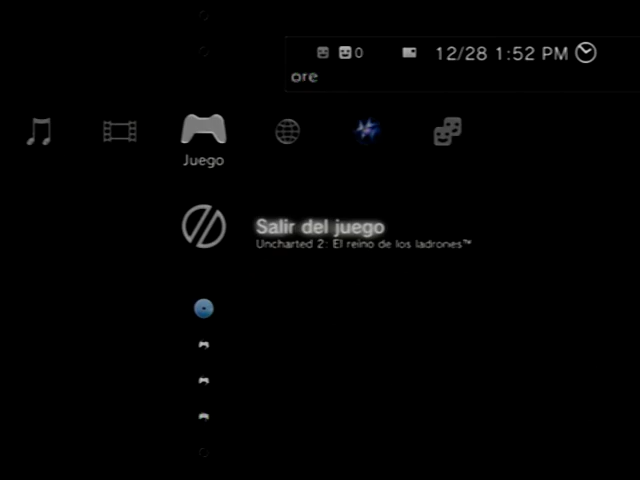 0 12/28 1:52 PM
ore
Juego
Salir del juego
Uncharted 2: El reino de los ladrones™